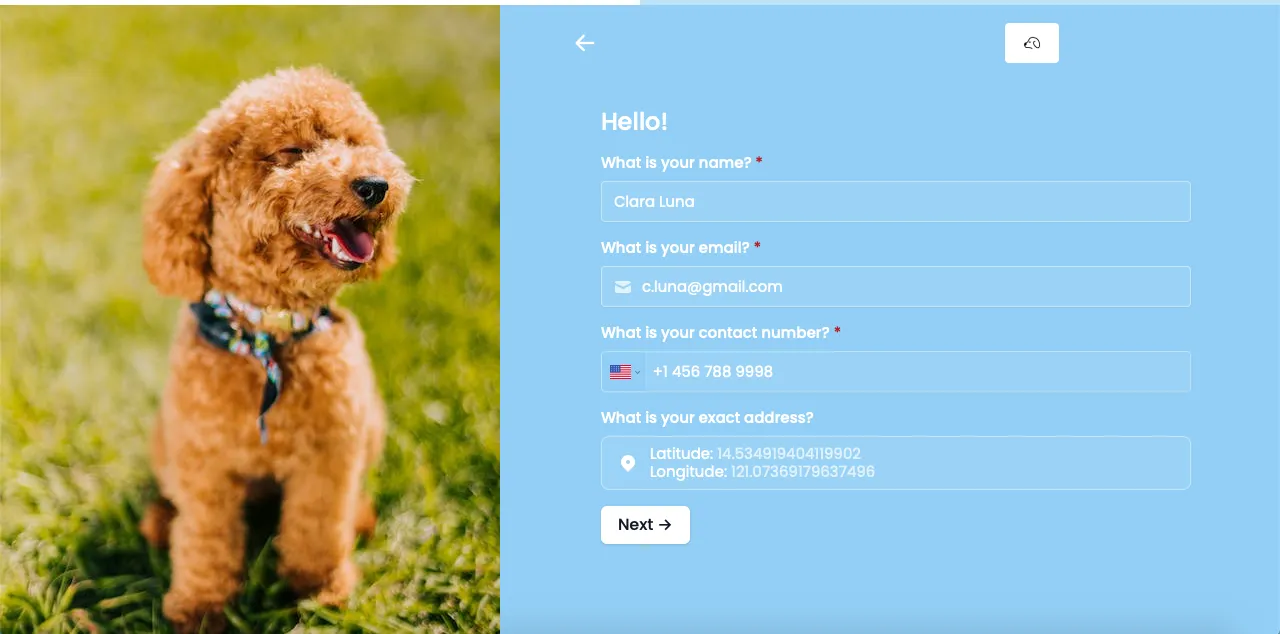 Hello!
What is your name? *
Clara Luna
What is your email? *
c.luna@gmail.com
What is your contact number? *
+1 456 788 9998
What is your exact address?
Latitude: 14.534919404119902
Longitude: 121.07369179637496
Next →